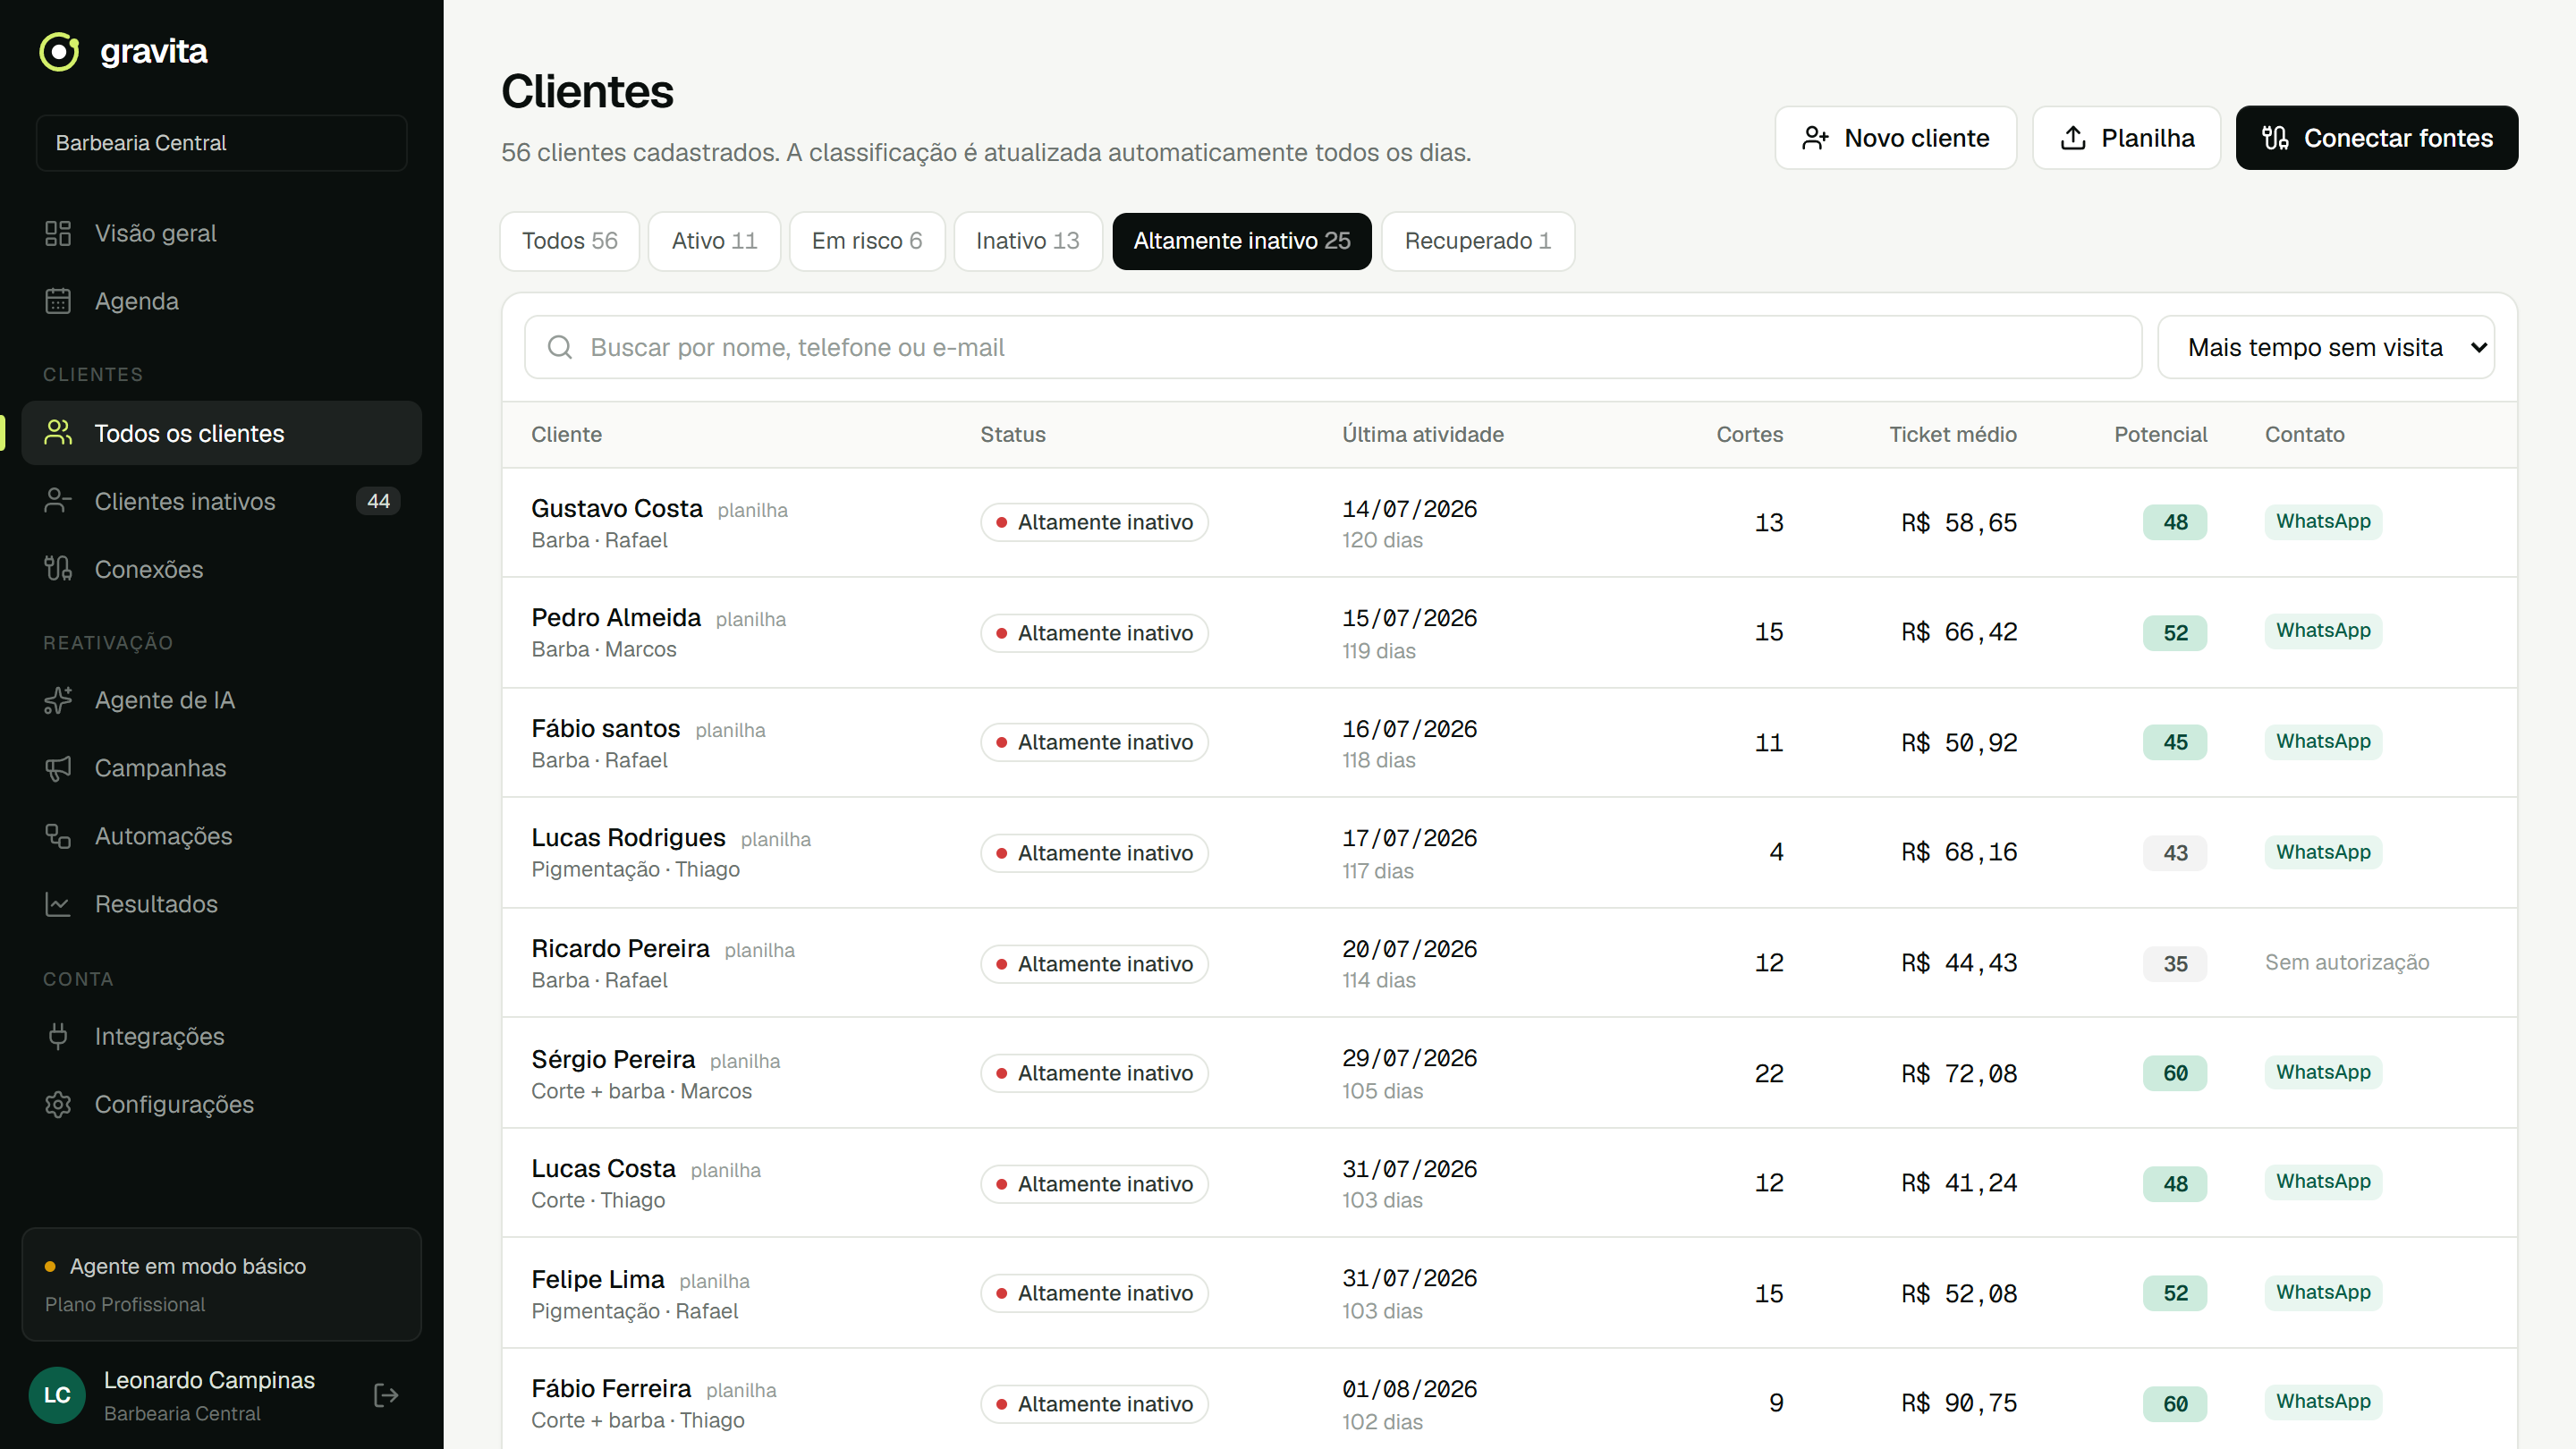 gravita
Barbearia Central
Visão geral
Agenda
CLIENTES
Todos os clientes
Clientes inativos 44
Conexões
REATIVAÇÃO
Agente de IA
Campanhas
Automações
Resultados
CONTA
Integrações
Configurações
Agente em modo básico
Plano Profissional
LC
Leonardo Campinas
Barbearia Central
Clientes
56 clientes cadastrados. A classificação é atualizada automaticamente todos os dias.
Novo cliente
Planilha
Conectar fontes
Todos 56
Ativo 11
Em risco 6
Inativo 13
Altamente inativo 25
Recuperado 1
Buscar por nome, telefone ou e-mail
Mais tempo sem visita
Cliente Status Última atividade Cortes Ticket médio Potencial Contato
Gustavo Costa planilha Altamente inativo 14/07/2026 13 R$ 58,65 48 WhatsApp
Barba · Rafael 120 dias
Pedro Almeida planilha Altamente inativo 15/07/2026 15 R$ 66,42 52 WhatsApp
Barba · Marcos 119 dias
Fábio santos planilha Altamente inativo 16/07/2026 11 R$ 50,92 45 WhatsApp
Barba · Rafael 118 dias
Lucas Rodrigues planilha Altamente inativo 17/07/2026 4 R$ 68,16 43 WhatsApp
Pigmentação · Thiago 117 dias
Ricardo Pereira planilha Altamente inativo 20/07/2026 12 R$ 44,43 35 Sem autorização
Barba · Rafael 114 dias
Sérgio Pereira planilha Altamente inativo 29/07/2026 22 R$ 72,08 60 WhatsApp
Corte + barba · Marcos 105 dias
Lucas Costa planilha Altamente inativo 31/07/2026 12 R$ 41,24 48 WhatsApp
Corte · Thiago 103 dias
Felipe Lima planilha Altamente inativo 31/07/2026 15 R$ 52,08 52 WhatsApp
Pigmentação · Rafael 103 dias
Fábio Ferreira planilha Altamente inativo 01/08/2026 9 R$ 90,75 60 WhatsApp
Corte + barba · Thiago 102 dias